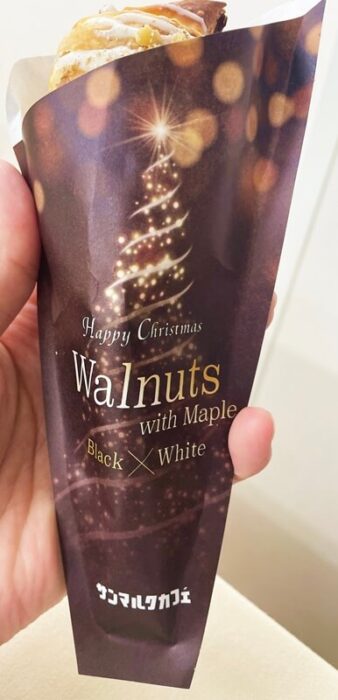 Happy Christmas
Walnuts
with Maple
Black × White
サンマルクカフェ